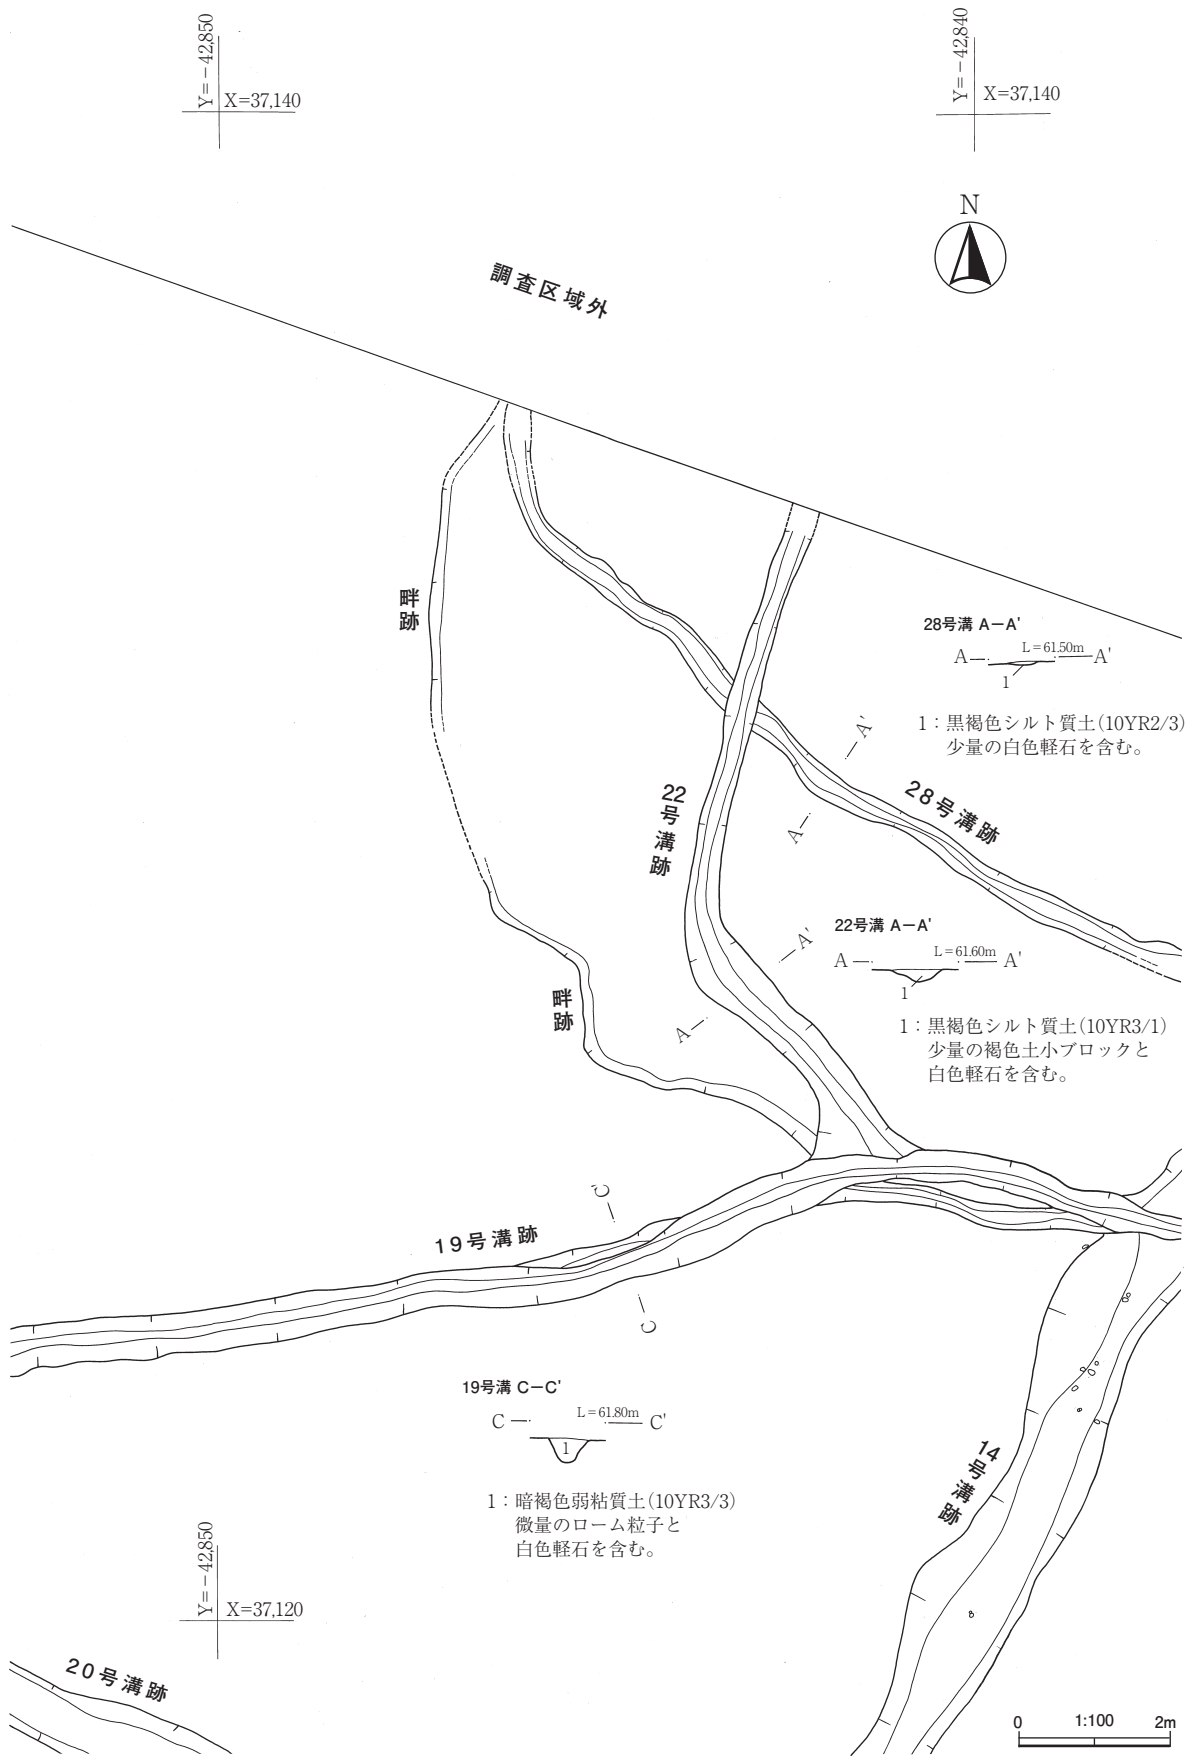 Y=-42,850
X=37,140
Y=-42,840
X=37,140
N
調査区域外
畔跡
28号溝 A-A'
A L=61.50m A'
1
1：黒褐色シルト質土(10YR2/3)
少量の白色軽石を含む。
A'
A
28号溝跡
22号溝跡
22号溝 A-A'
A L=61.60m A'
1
1：黒褐色シルト質土(10YR3/1)
少量の褐色土小ブロックと
白色軽石を含む。
A'
A
畔跡
C'
C
19号溝跡
19号溝 C-C'
C L=61.80m C'
1
1：暗褐色弱粘質土(10YR3/3)
微量のローム粒子と
白色軽石を含む。
14号溝跡
Y=-42,850
X=37,120
20号溝跡
0 1:100 2m